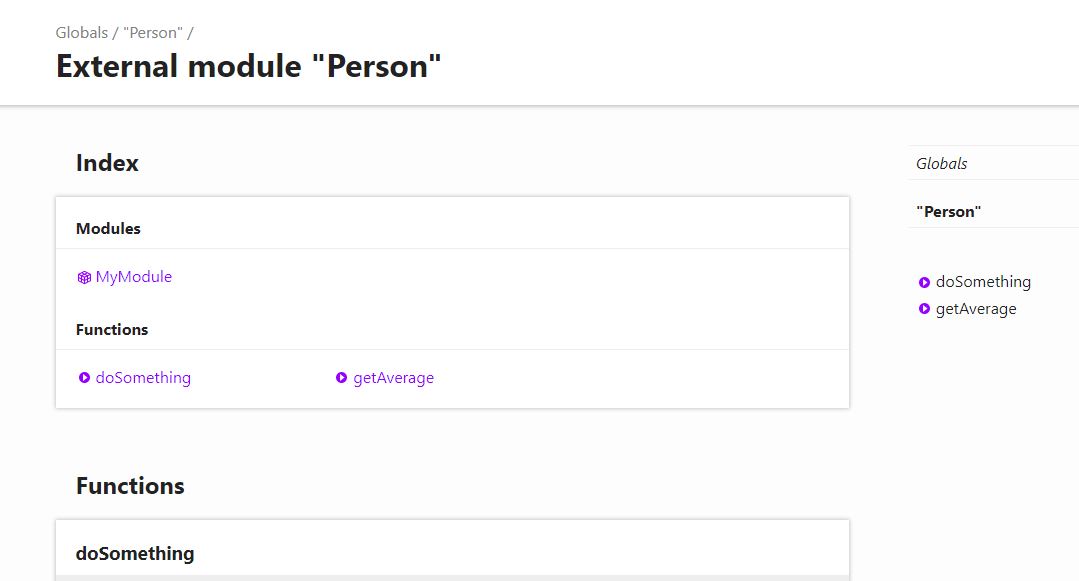 Globals / "Person" /
External module "Person"
Index
Modules
MyModule
Functions
doSomething getAverage
Functions
doSomething
Globals
"Person"
doSomething
getAverage